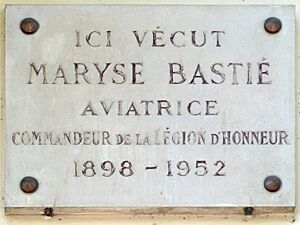 ICI VÉCUT
MARYSE BASTIÉ
AVIATRICE
COMMANDEUR DE LA LÉGION D'HONNEUR
1898 - 1952